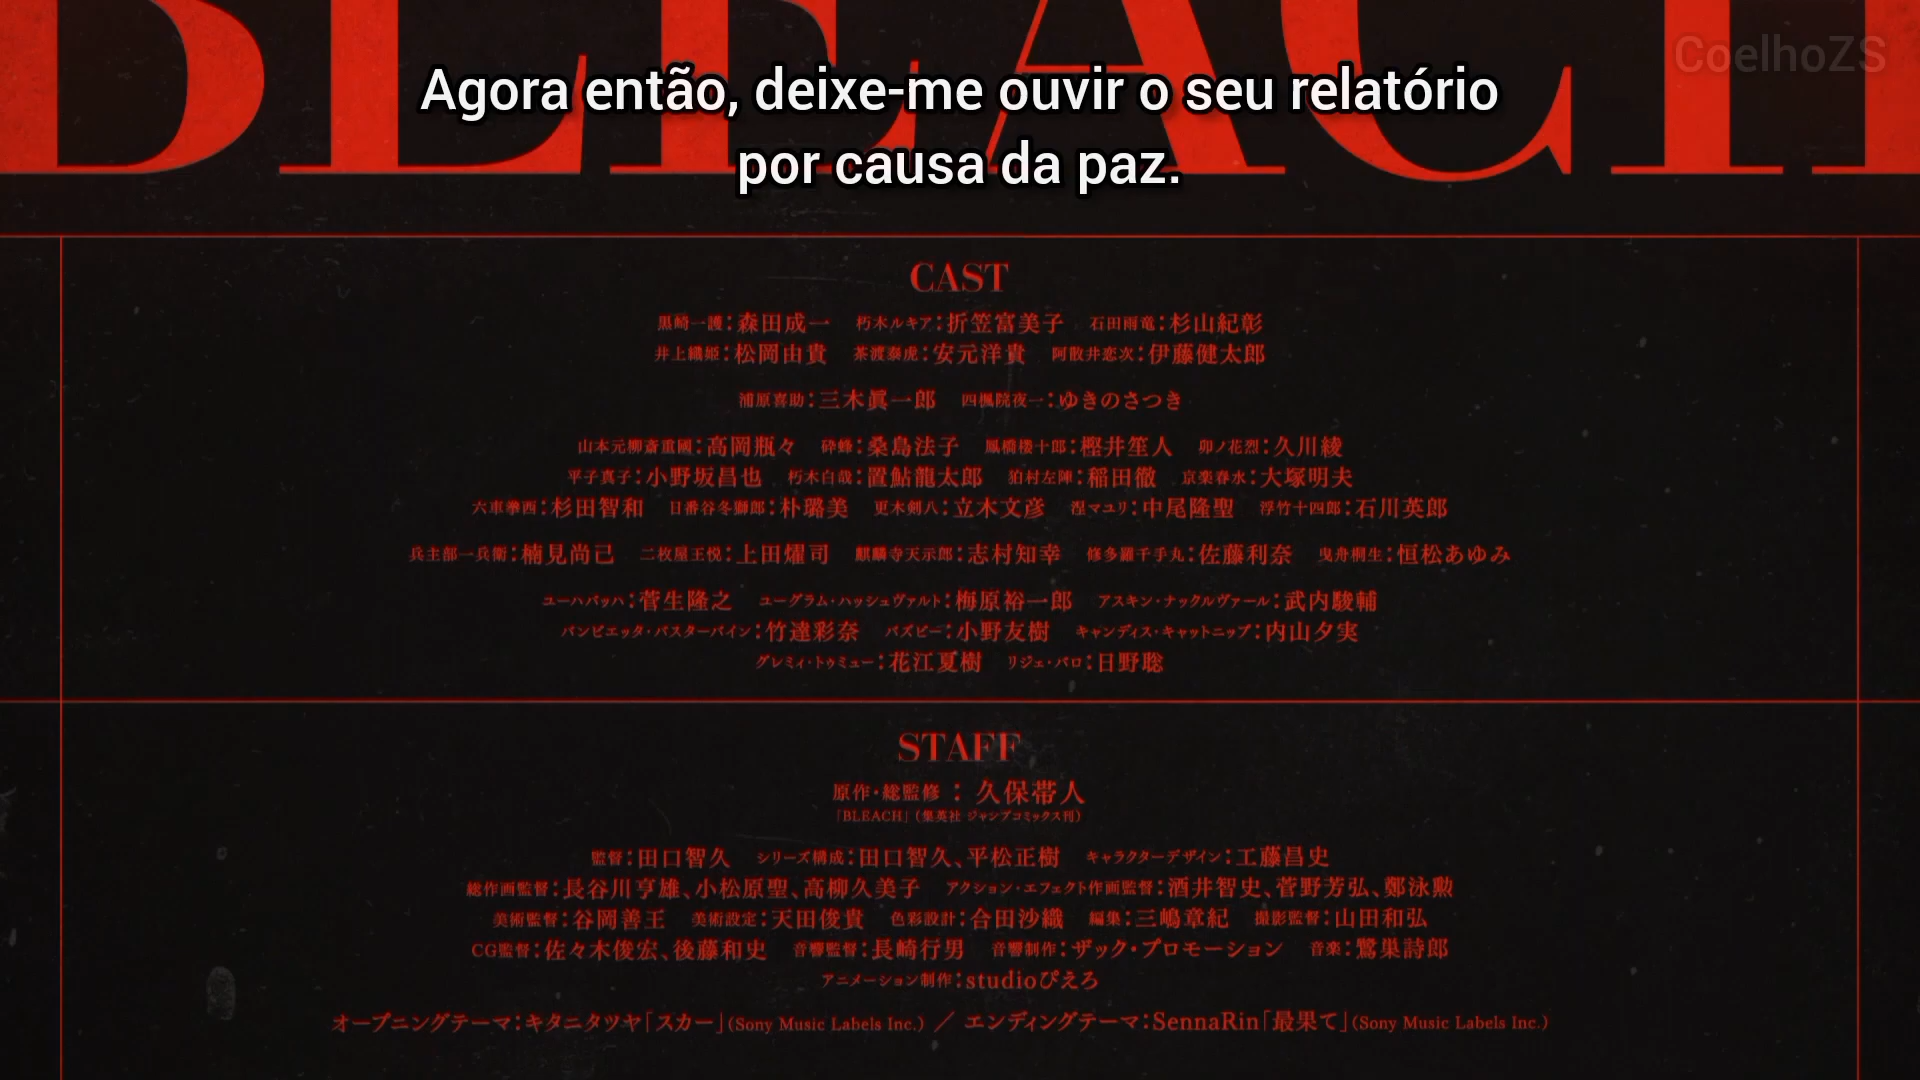 BLEACH
CoelhoZS
Agora então, deixe-me ouvir o seu relatório
por causa da paz.
CAST
黒崎一護：森田成一 朽木ルキア：折笠富美子 石田雨竜：杉山紀彰
井上織姫：松岡由貴 茶渡泰虎：安元洋貴 阿散井恋次：伊藤健太郎
浦原喜助：三木眞一郎 四楓院夜一：ゆきのさつき
山本元柳斎重國：高岡瓶々 砕蜂：桑島法子 鳳橋楼十郎：樫井笙人 卯ノ花烈：久川綾
平子真子：小野坂昌也 朽木白哉：置鮎龍太郎 狛村左陣：稲田徹 京楽春水：大塚明夫
六車拳西：杉田智和 日番谷冬獅郎：朴璐美 更木剣八：立木文彦 涅マユリ：中尾隆聖 浮竹十四郎：石川英郎
兵主部一兵衛：楠見尚己 二枚屋王悦：上田燿司 麒麟寺天示郎：志村知幸 修多羅千手丸：佐藤利奈 曳舟桐生：恒松あゆみ
ユーハバッハ：菅生隆之 ユーグラム・ハッシュヴァルト：梅原裕一郎 アスキン・ナックルヴァール：武内駿輔
バンビエッタ・バスターバイン：竹達彩奈 バズビー：小野友樹 キャンディス・キャットニップ：内山夕実
グレミィ・トゥミュー：花江夏樹 リジェ・バロ：日野聡
STAFF
原作・総監修：久保帯人
「BLEACH」（集英社 ジャンプコミックス刊）
監督：田口智久 シリーズ構成：田口智久、平松正樹 キャラクターデザイン：工藤昌史
総作画監督：長谷川亨雄、小松原聖、高柳久美子 アクション・エフェクト作画監督：酒井智史、菅野芳弘、鄭泳勲
美術監督：谷岡善王 美術設定：天田俊貴 色彩設計：合田沙織 編集：三嶋章紀 撮影監督：山田和弘
CG監督：佐々木俊宏、後藤和史 音響監督：長崎行男 音響制作：ザック・プロモーション 音楽：鷺巣詩郎
アニメーション制作：studioぴえろ
オープニングテーマ：キタニタツヤ「スカー」（Sony Music Labels Inc.） ／ エンディングテーマ：SennaRin「最果て」（Sony Music Labels Inc.）